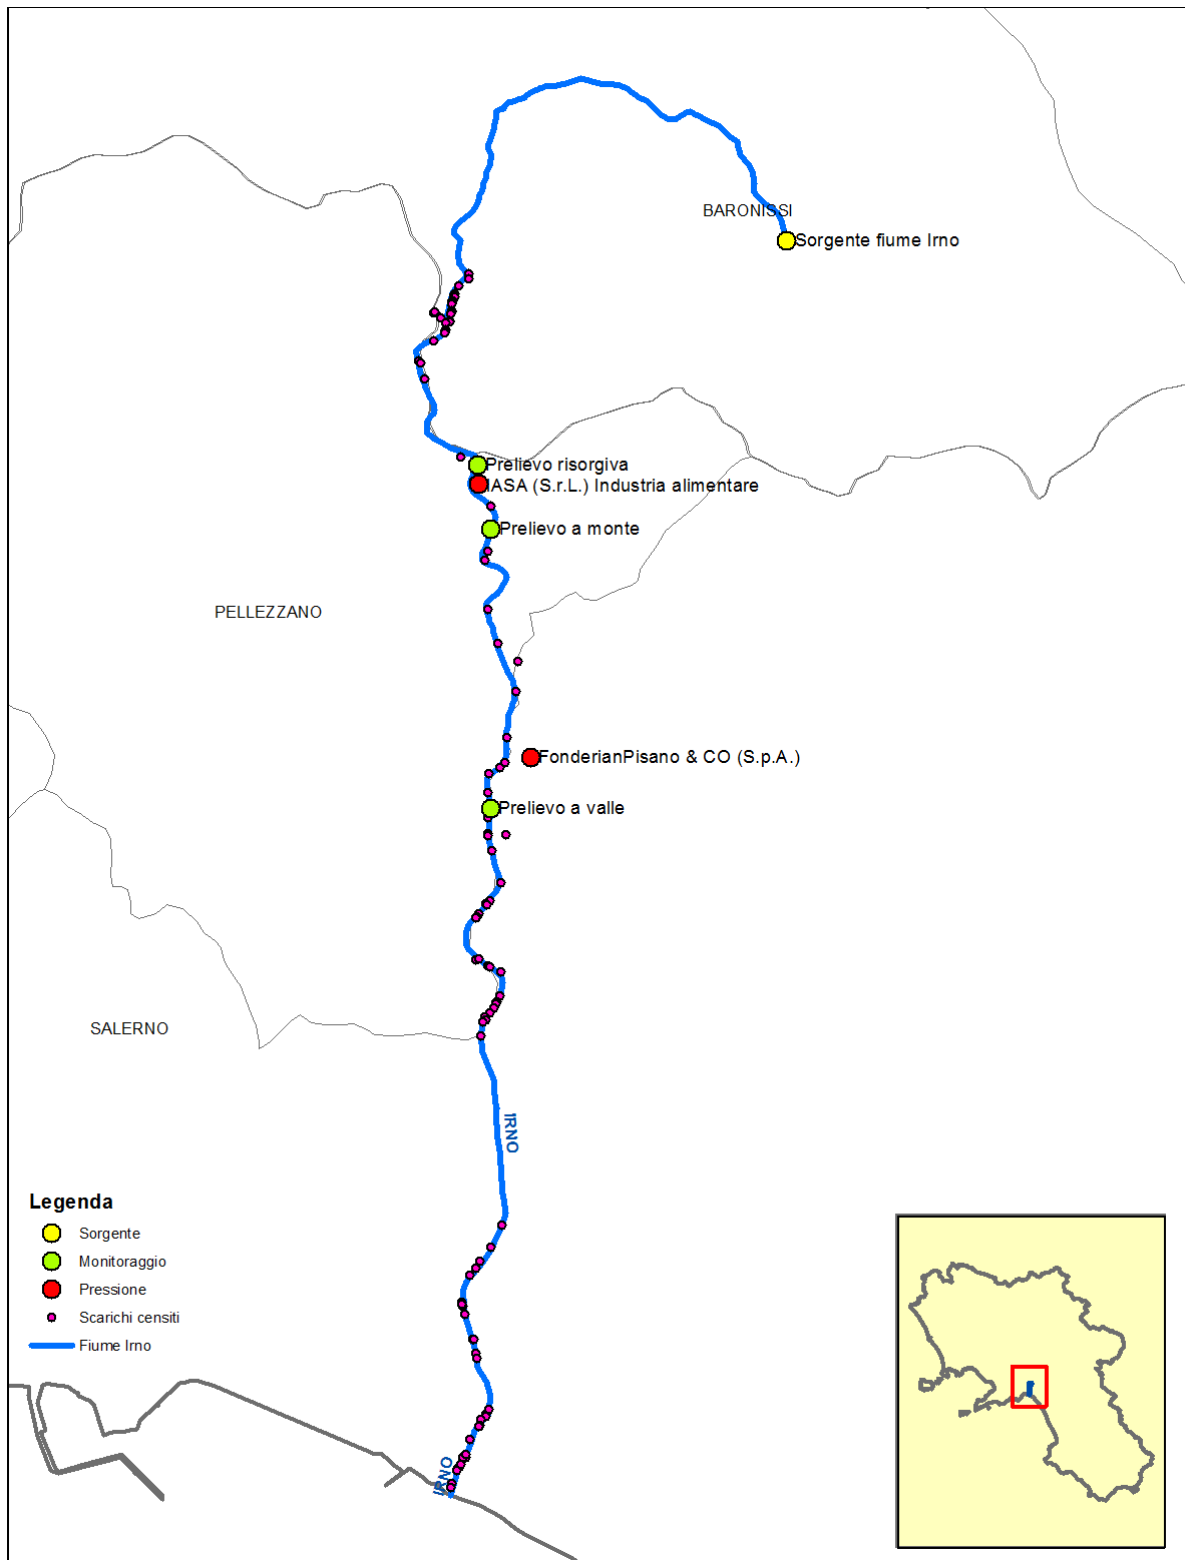 BARONISSI
Sorgente fiume Irno
Prelievo risorgiva
IASA (S.r.L.) Industria alimentare
Prelievo a monte
PELLEZZANO
FonderianPisano & CO (S.p.A.)
Prelievo a valle
SALERNO
IRNO
Legenda
Sorgente
Monitoraggio
Pressione
Scarichi censiti
Fiume Irno
IRNO